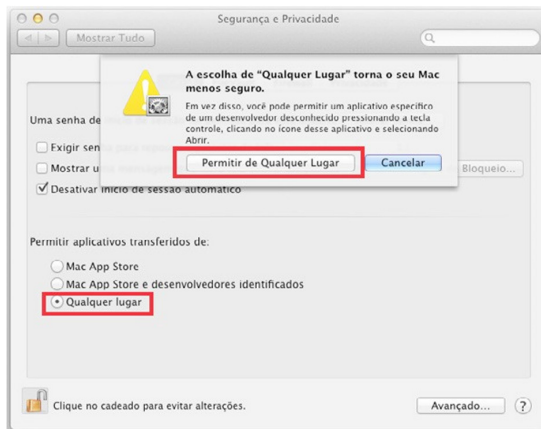 Segurança e Privacidade
Mostrar Tudo
A escolha de “Qualquer Lugar” torna o seu Mac
menos seguro.
Em vez disso, você pode permitir um aplicativo específico
de um desenvolvedor desconhecido pressionando a tecla
controle, clicando no ícone desse aplicativo e selecionando
Abrir.
Permitir de Qualquer Lugar
Cancelar
Uma senha de
Exigir
Mostrar
Bloqueio...
Desativar início de sessão automático
Permitir aplicativos transferidos de:
Mac App Store
Mac App Store e desenvolvedores identificados
Qualquer lugar
Clique no cadeado para evitar alterações.
Avançado...
?